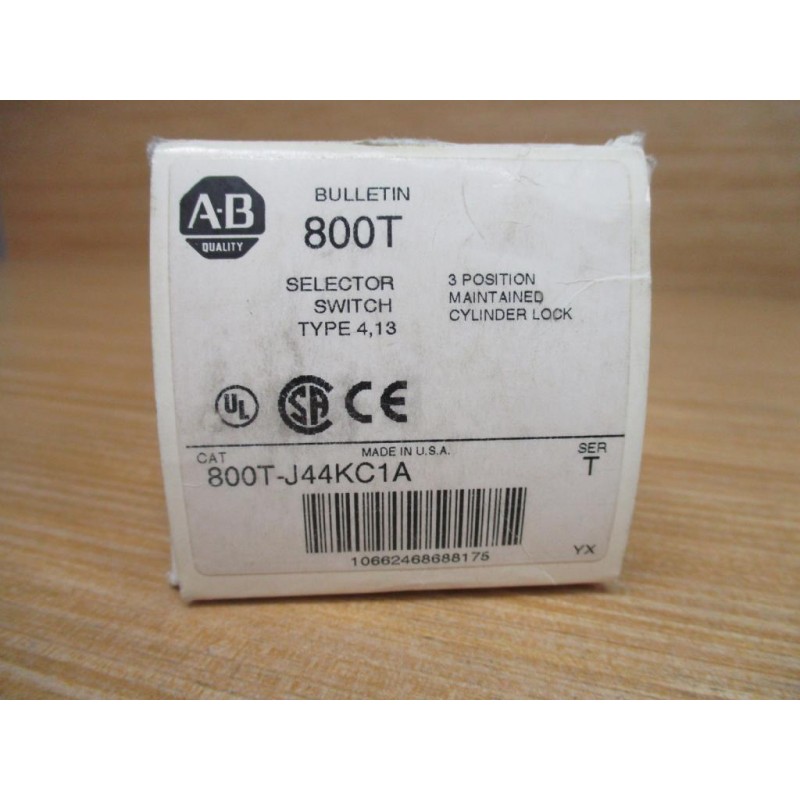 A-B
QUALITY
BULLETIN
800T
SELECTOR
SWITCH
TYPE 4,13
3 POSITION
MAINTAINED
CYLINDER LOCK
UL
SA CE
MADE IN U.S.A.
CAT
800T-J44KC1A
SER
T
10662468688175
YX